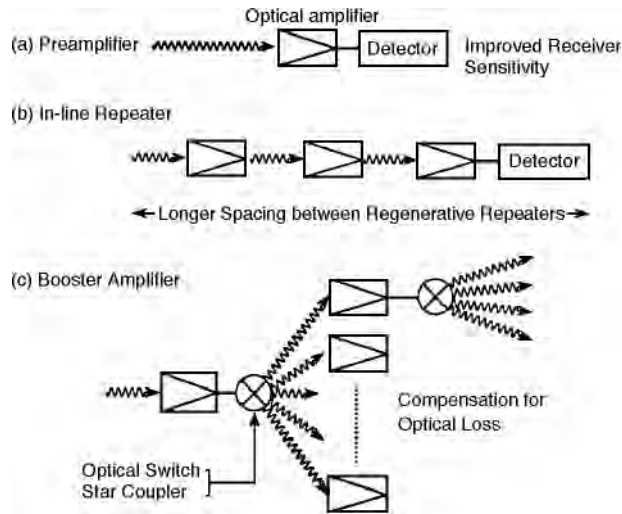 Optical amplifier
(a) Preamplifier
Detector
Improved Receiver
Sensitivity
(b) In-line Repeater
Detector
Longer Spacing between Regenerative Repeaters
(c) Booster Amplifier
Compensation for
Optical Loss
Optical Switch
Star Coupler